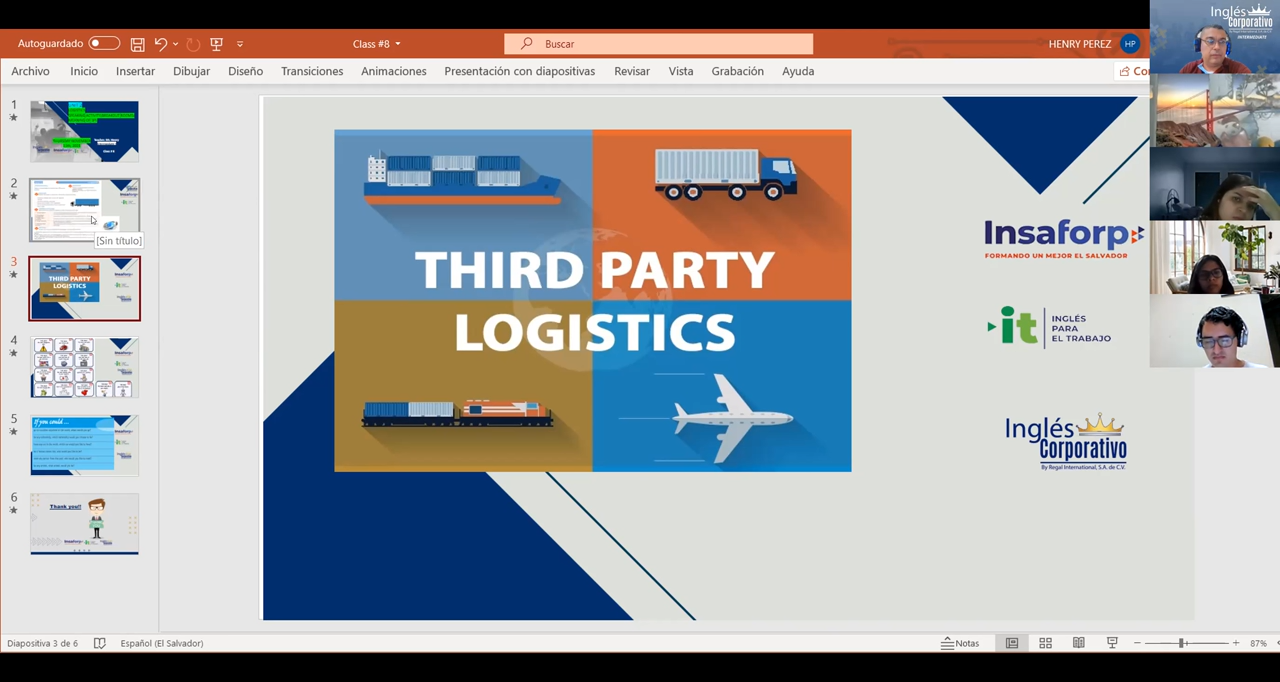 Autoguardado
Class #8
Buscar
HENRY PEREZ
HP
Archivo
Inicio
Insertar
Dibujar
Diseño
Transiciones
Animaciones
Presentación con diapositivas
Revisar
Vista
Grabación
Ayuda
Inglés
Corporativo
INTERMEDIATE
1
2
[Sin título]
3
THIRD PARTY
LOGISTICS
4
5
If you could ...
6
Thank you!!
THIRD PARTY
LOGISTICS
Insaforp
FORMANDO UN MEJOR EL SALVADOR
it
INGLÉS
PARA
EL TRABAJO
Inglés
Corporativo
By Regal International, S.A. de C.V.
Diapositiva 3 de 6
Español (El Salvador)
Notas
87%